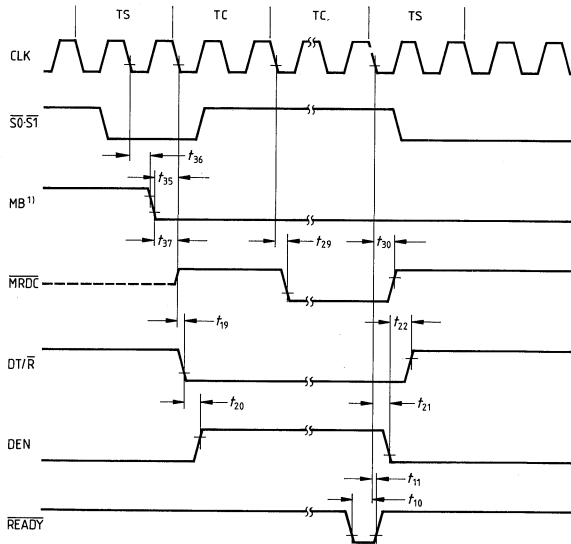 TS TC TC. TS
CLK
S0·S1
t36
t35
MB 1)
t37 t29 t30
MRDC
t19 t22
DT/R
t20 t21
DEN
t11
t10
READY